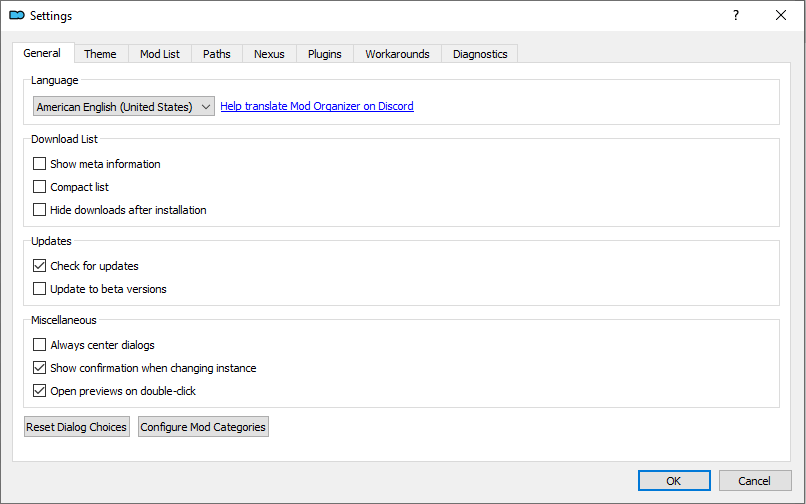 Settings
?
General Theme Mod List Paths Nexus Plugins Workarounds Diagnostics
Language
American English (United States) Help translate Mod Organizer on Discord
Download List
Show meta information
Compact list
Hide downloads after installation
Updates
Check for updates
Update to beta versions
Miscellaneous
Always center dialogs
Show confirmation when changing instance
Open previews on double-click
Reset Dialog Choices Configure Mod Categories
OK Cancel